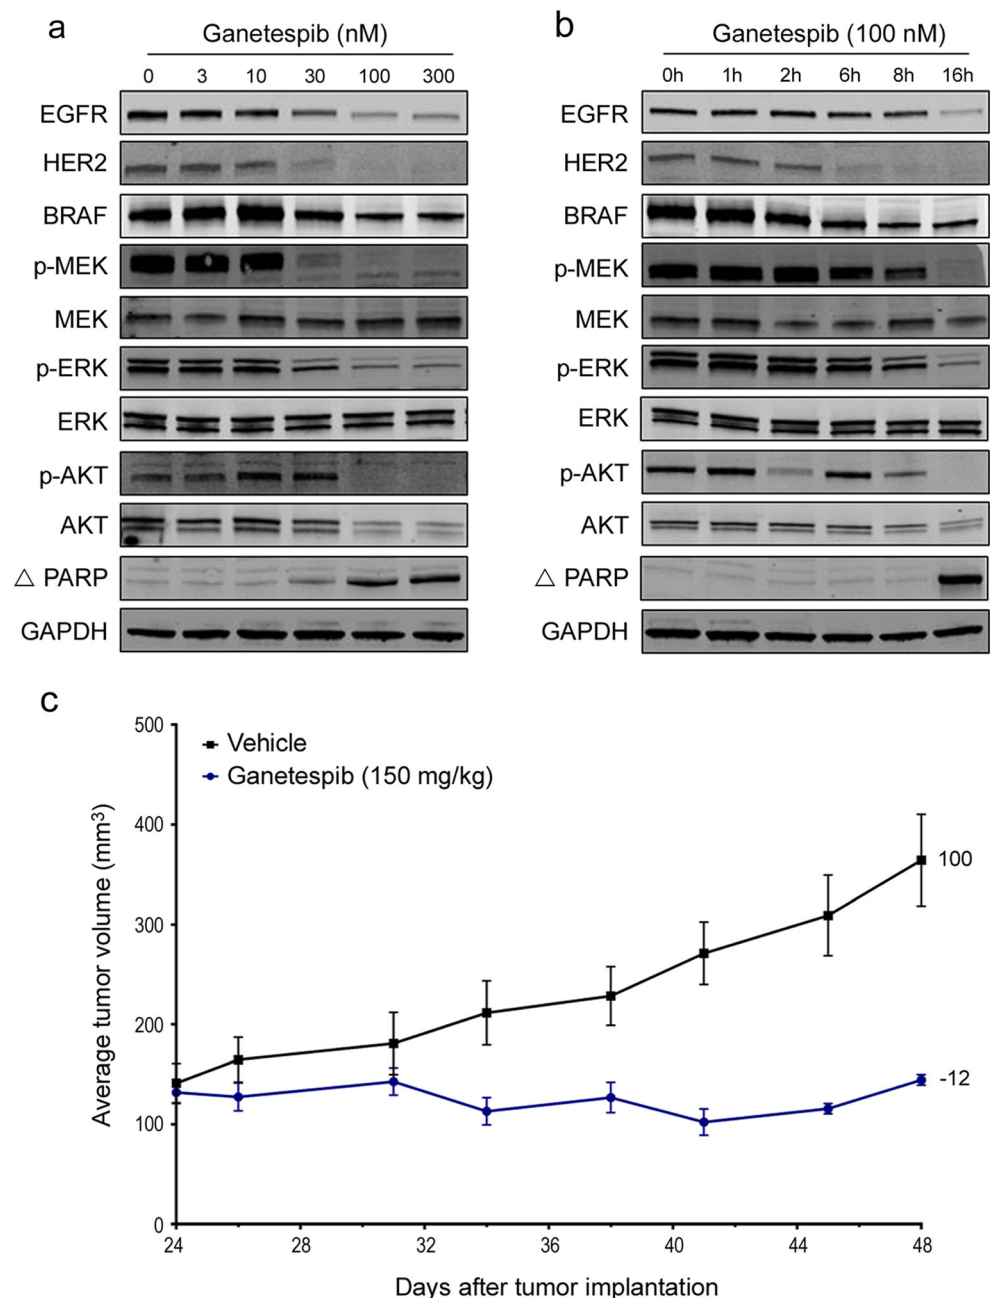 a
Ganetespib (nM)
0 3 10 30 100 300
EGFR
HER2
BRAF
p-MEK
MEK
p-ERK
ERK
p-AKT
AKT
△ PARP
GAPDH
b
Ganetespib (100 nM)
0h 1h 2h 6h 8h 16h
EGFR
HER2
BRAF
p-MEK
MEK
p-ERK
ERK
p-AKT
AKT
△ PARP
GAPDH
c
Average tumor volume (mm³)
500
400
300
200
100
0
Vehicle
Ganetespib (150 mg/kg)
100
-12
24 28 32 36 40 44 48
Days after tumor implantation